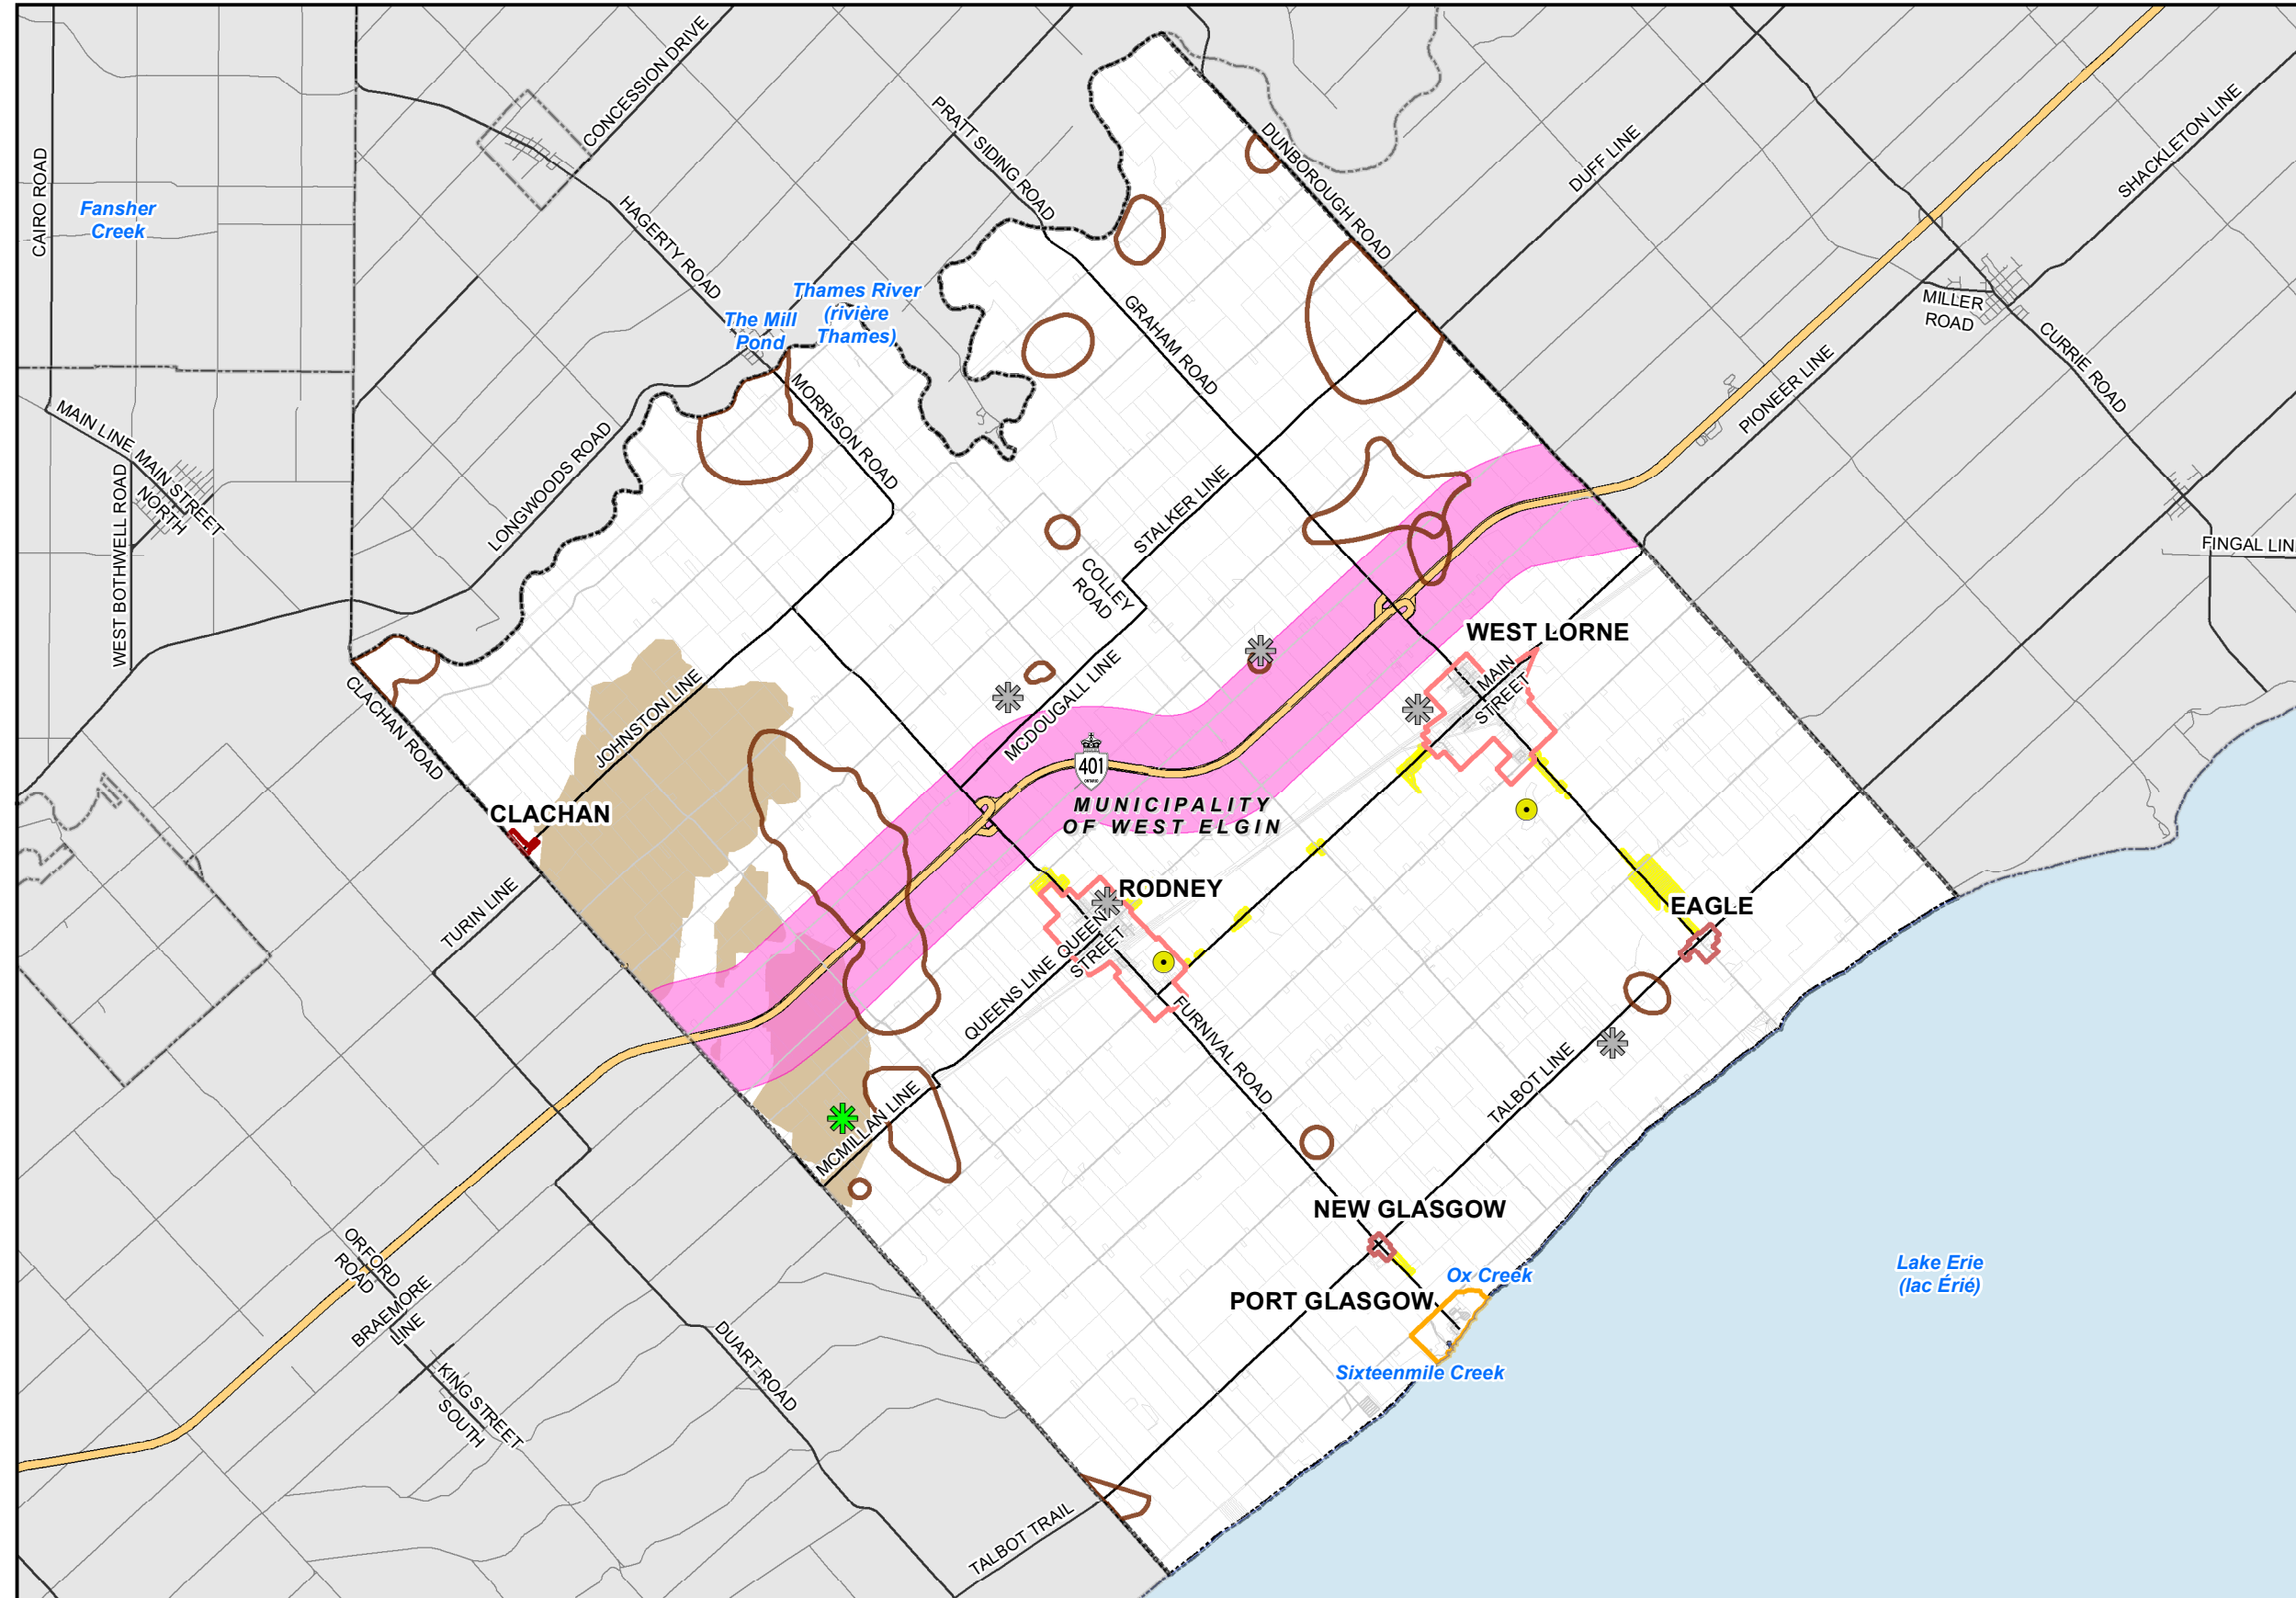 CONCESSION DRIVE
CAIRO ROAD
Fansher
Creek
PRATT SIDING ROAD
DUNBOROUGH ROAD
DUFF LINE
SHACKLETON LINE
HAGERTY ROAD
Thames River
(rivière
Thames)
The Mill
Pond
GRAHAM ROAD
MILLER
ROAD
CURRIE ROAD
PIONEER LINE
MORRISON ROAD
MAIN LINE
MAIN STREET
NORTH
WEST BOTHWELL ROAD
LONGWOODS ROAD
STALKER LINE
COLLEY
ROAD
FINGAL LIN
WEST LORNE
MAIN
STREET
CLACHAN ROAD
JOHNSTON LINE
MCDOUGALL LINE
401
ONTARIO
MUNICIPALITY
OF WEST ELGIN
CLACHAN
RODNEY
EAGLE
TURIN LINE
QUEENS LINE
QUEEN
STREET
FURNIVAL ROAD
TALBOT LINE
MCMILLAN LINE
NEW GLASGOW
Ox Creek
PORT GLASGOW
Sixteenmile Creek
Lake Erie
(lac Érié)
ORFORD
ROAD
BRAEMORE
LINE
KING STREET
SOUTH
DUART ROAD
TALBOT TRAIL